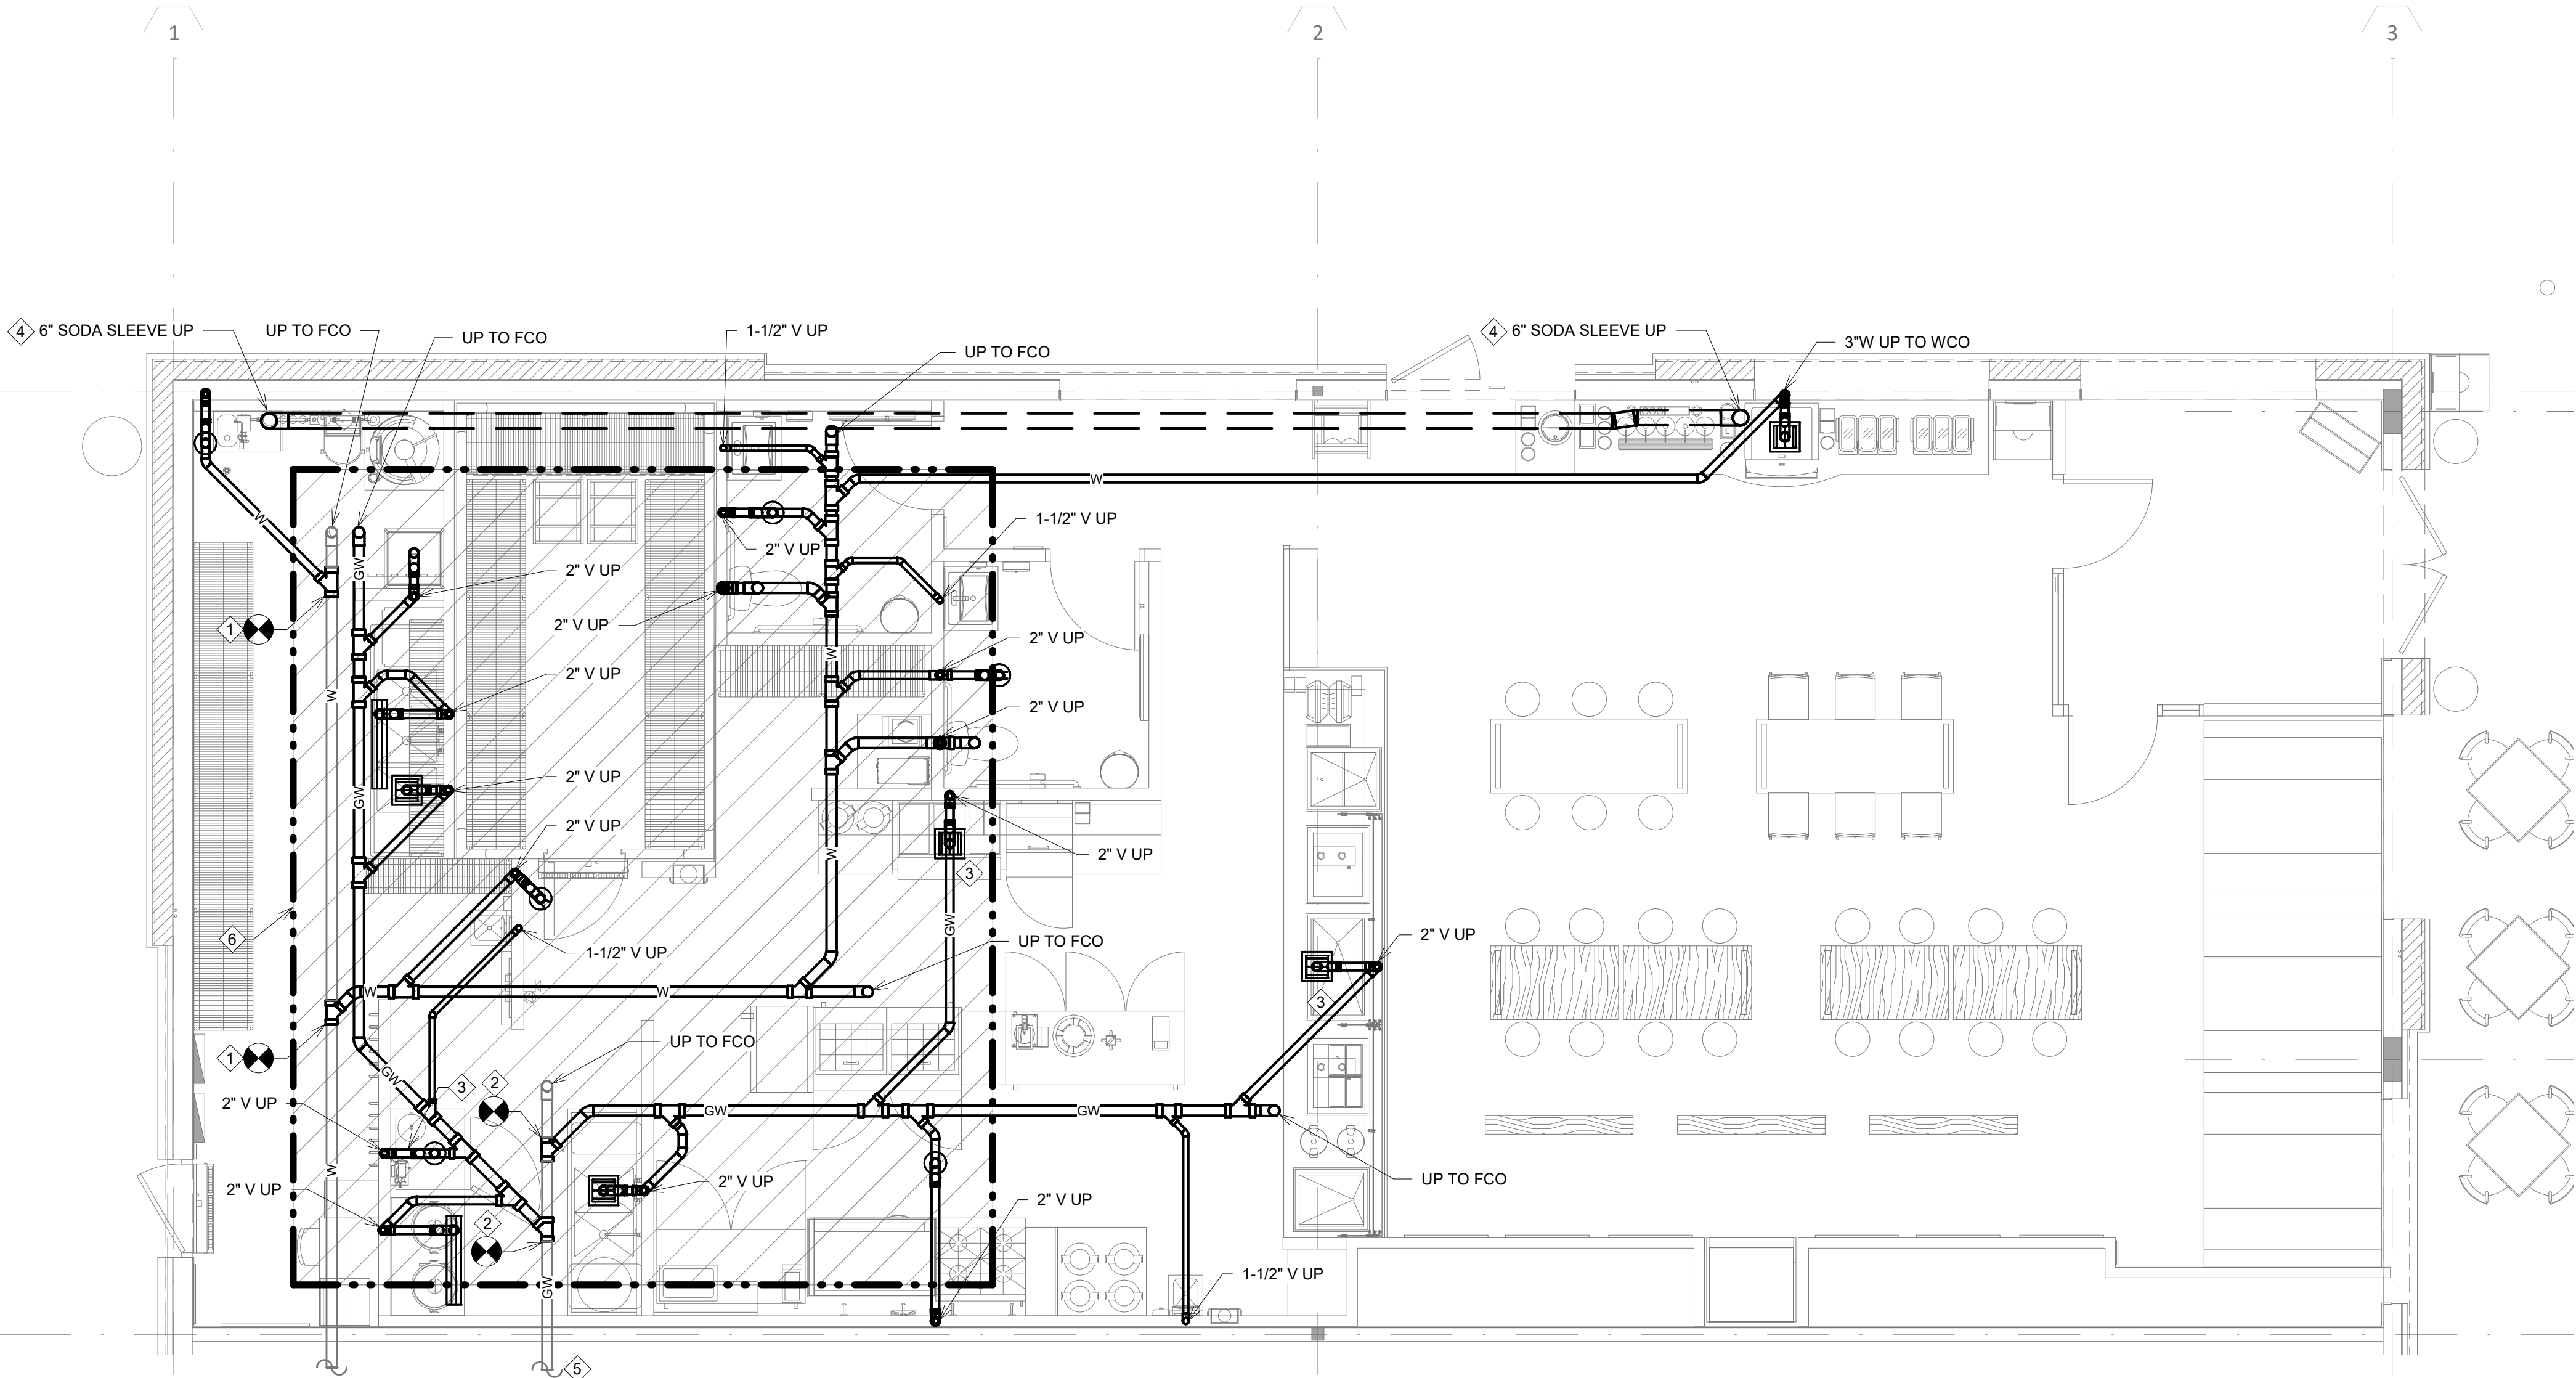 1
2
3
4 6" SODA SLEEVE UP
UP TO FCO
UP TO FCO
1-1/2" V UP
UP TO FCO
4 6" SODA SLEEVE UP
3"W UP TO WCO
W
W
GW
1-1/2" V UP
2" V UP
2" V UP
1
2" V UP
2" V UP
W
2" V UP
W
2" V UP
2" V UP
GW
2" V UP
W
2" V UP
3
GW
6
1-1/2" V UP
UP TO FCO
2" V UP
W
W
3
1
UP TO FCO
GW
3
2
2" V UP
GW
GW
W
2" V UP
2" V UP
2" V UP
UP TO FCO
2
1-1/2" V UP
GW
5